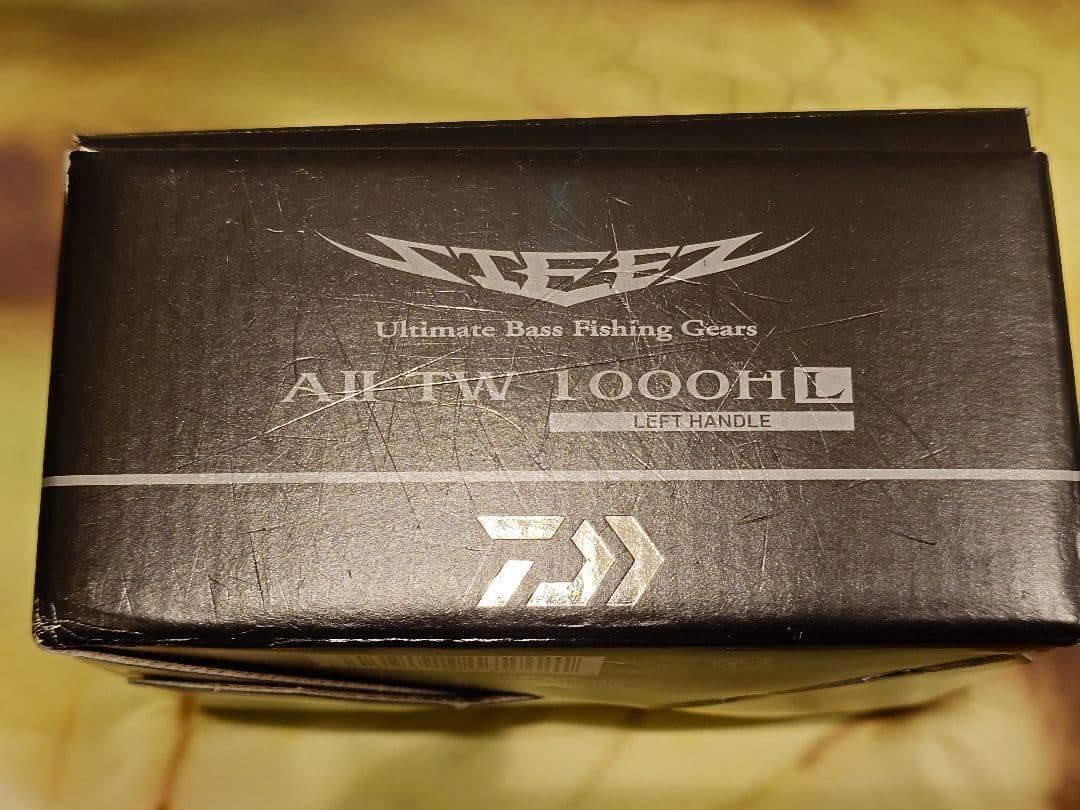 STEEZ
Ultimate Bass Fishing Gears
AII TW 1000HL
LEFT HANDLE